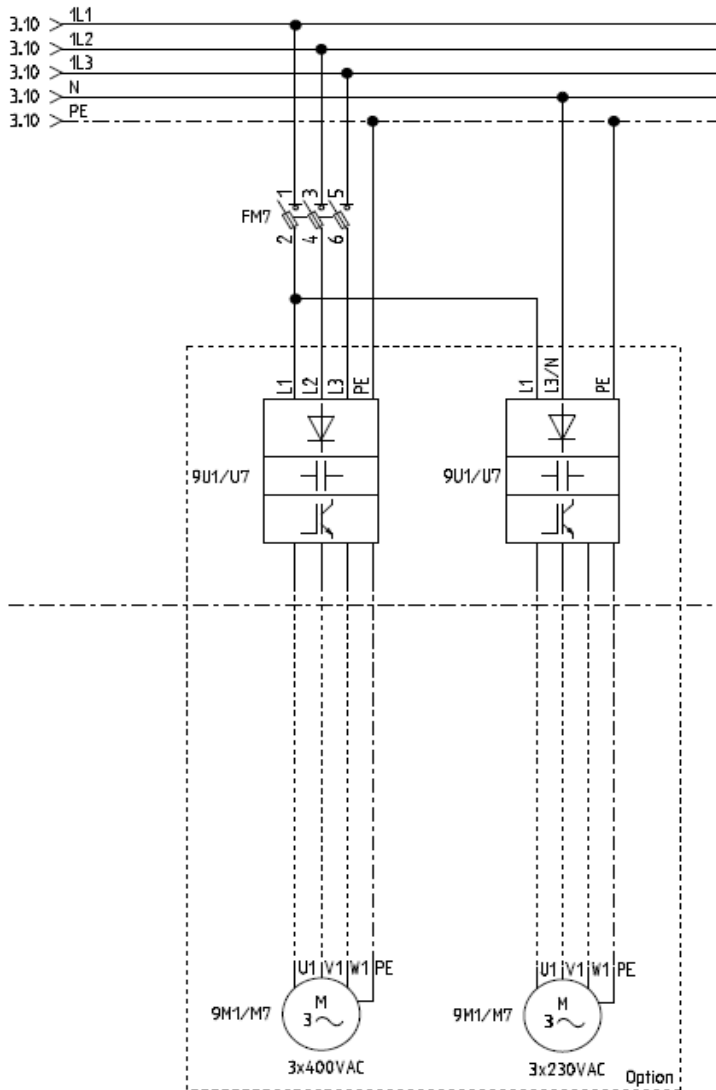 3.10 1L1
3.10 1L2
3.10 1L3
3.10 N
3.10 PE
1 3 5
FM7
2 4 6
L1 L2 L3 PE
L1 L3/N PE
9U1/U7
9U1/U7
U1 V1 W1 PE
U1 V1 W1 PE
9M1/M7
M
3
9M1/M7
M
3
3x400VAC
3x230VAC
Option